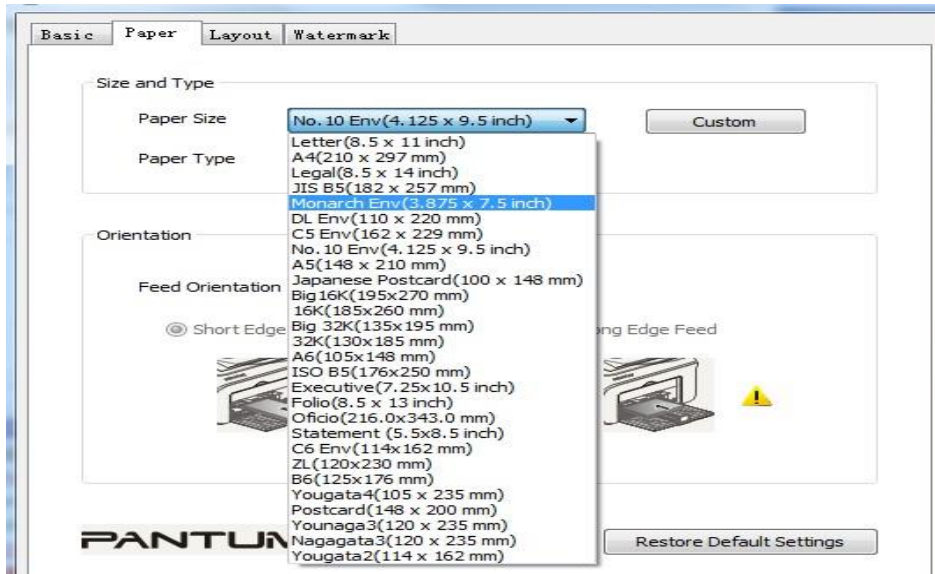 Basic Paper Layout Watermark
Size and Type
Paper Size No. 10 Env(4.125 x 9.5 inch) Custom
Letter(8.5 x 11 inch)
Paper Type A4(210 x 297 mm)
Legal(8.5 x 14 inch)
JIS B5(182 x 257 mm)
Monarch Env(3.875 x 7.5 inch)
DL Env(110 x 220 mm)
Orientation C5 Env(162 x 229 mm)
No. 10 Env(4.125 x 9.5 inch)
A5(148 x 210 mm)
Feed Orientation Japanese Postcard(100 x 148 mm)
Big16K(195x270 mm)
16K(185x260 mm)
Short Edge Big 32K(135x195 mm) ng Edge Feed
32K(130x185 mm)
A6(105x148 mm)
ISO B5(176x250 mm)
Executive(7.25x10.5 inch)
Folio(8.5 x 13 inch)
Oficio(216.0x343.0 mm)
Statement (5.5x8.5 inch)
C6 Env(114x162 mm)
ZL(120x230 mm)
B6(125x176 mm)
Yougata4(105 x 235 mm)
Postcard(148 x 200 mm)
Younaga3(120 x 235 mm)
PANTUM Nagagata3(120 x 235 mm) Restore Default Settings
Yougata2(114 x 162 mm)